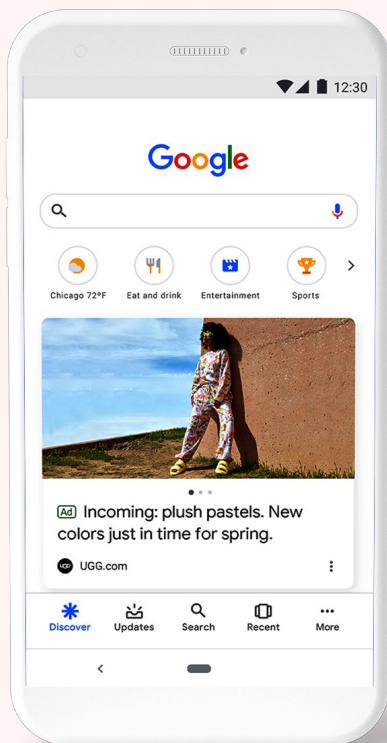 12:30
Google
Chicago 72°F
Eat and drink
Entertainment
Sports
Ad Incoming: plush pastels. New
colors just in time for spring.
UGG UGG.com
Discover
Updates
Search
Recent
More